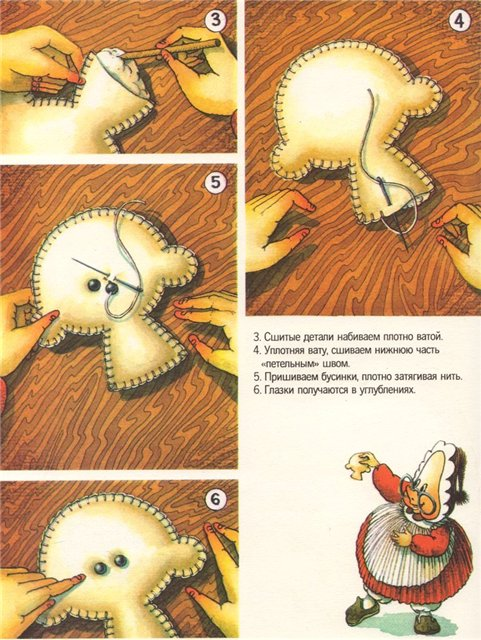 3
4
5
3. Сшитые детали набиваем плотно ватой.
4. Уплотняя вату, сшиваем нижнюю часть
«петельным» швом.
5. Пришиваем бусинки, плотно затягивая нить.
6. Глазки получаются в углублениях.
6